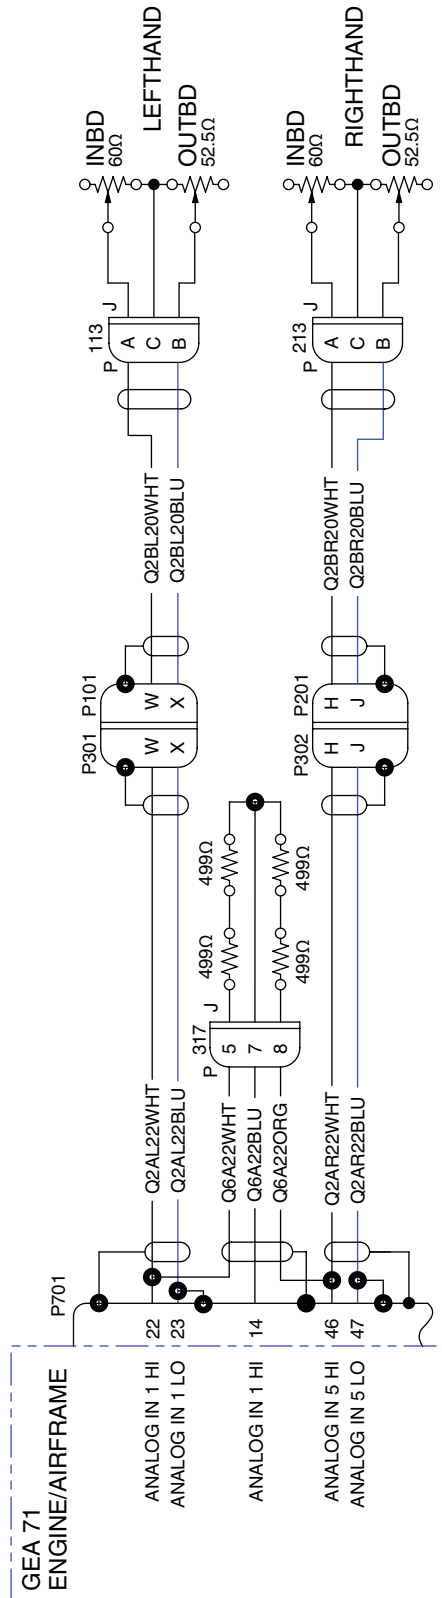 GEA 71
ENGINE/AIRFRAME
P701
ANALOG IN 1 HI 22
ANALOG IN 1 LO 23
ANALOG IN 1 HI 14
ANALOG IN 5 HI 46
ANALOG IN 5 LO 47
Q2AL22WHT
Q2AL22BLU
Q6A22WHT
Q6A22BLU
Q6A22ORG
Q2AR22WHT
Q2AR22BLU
P 317 J
5
7
8
499Ω 499Ω
499Ω 499Ω
P301 P101
W W
X X
P302 P201
H H
J J
Q2BL20WHT
Q2BL20BLU
Q2BR20WHT
Q2BR20BLU
P 113 J
A
C
B
P 213 J
A
C
B
INBD
60Ω
LEFTHAND
OUTBD
52.5Ω
INBD
60Ω
RIGHTHAND
OUTBD
52.5Ω